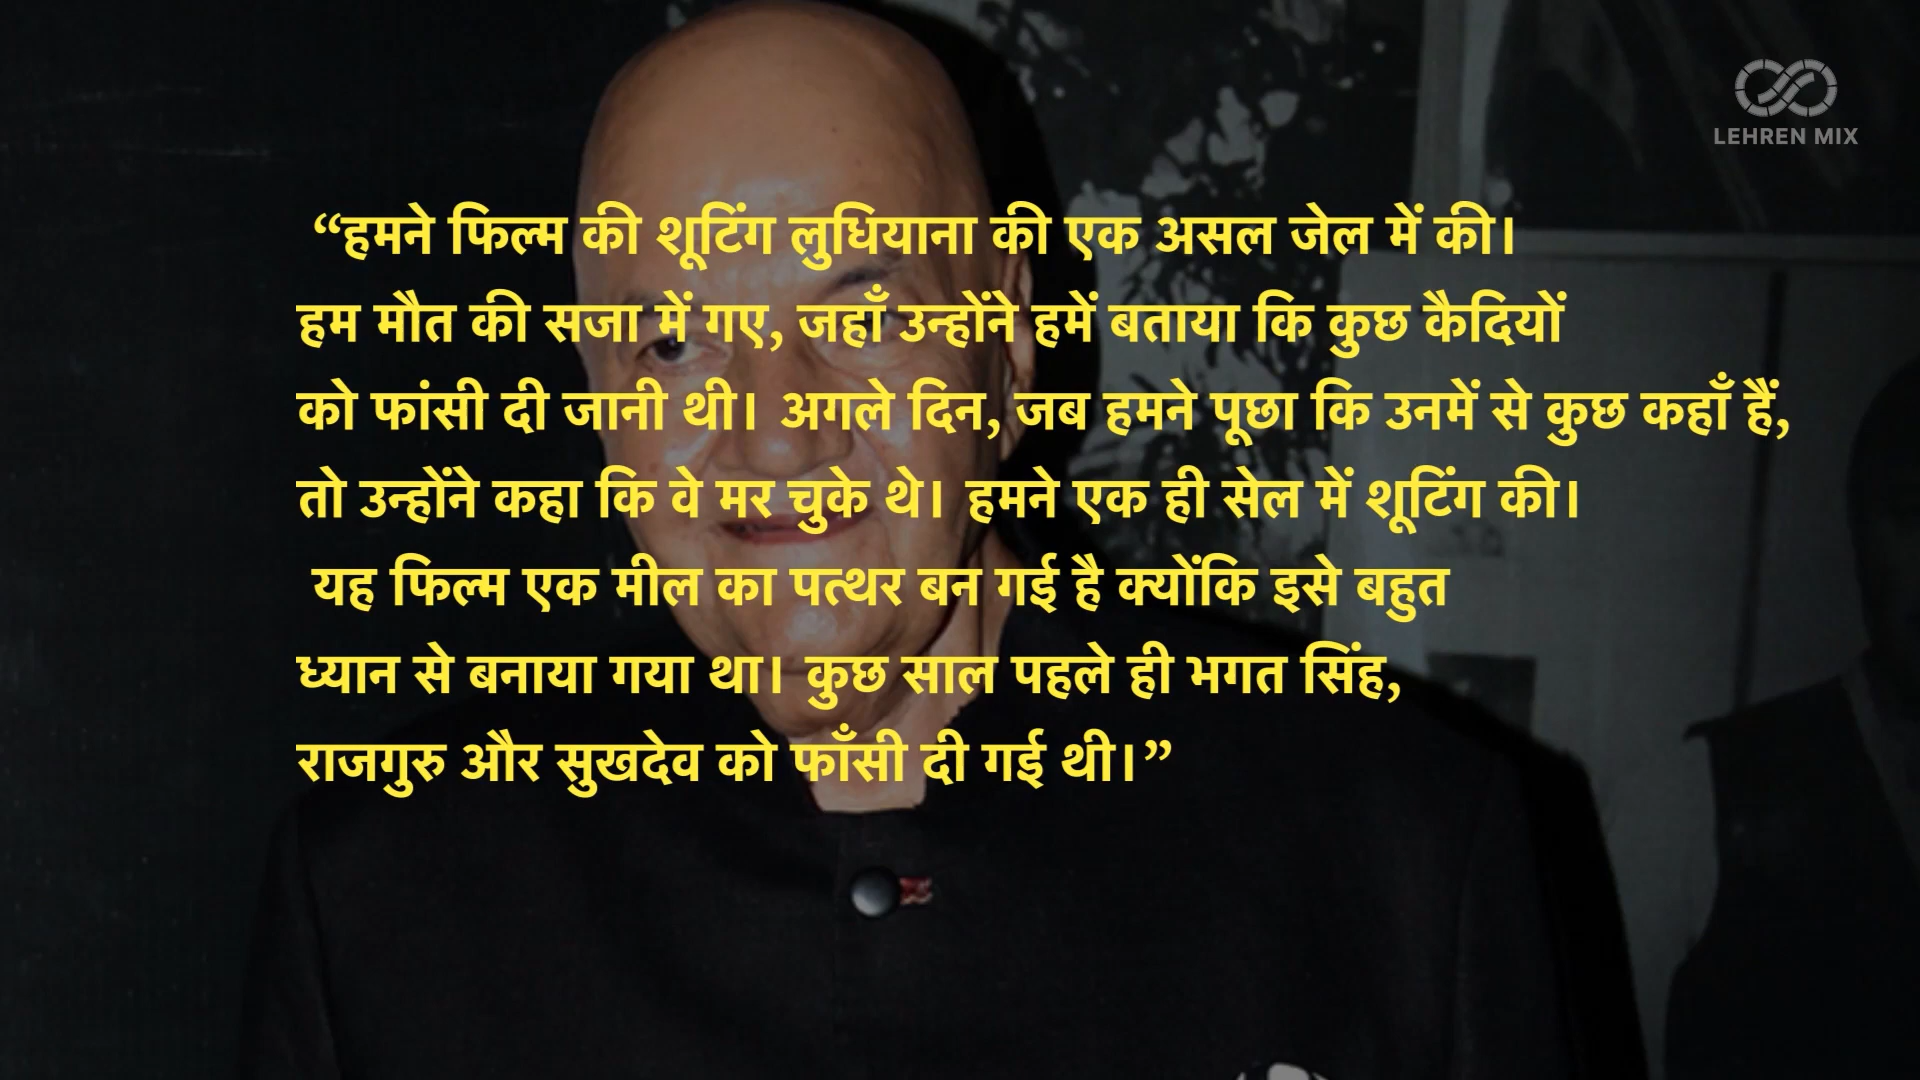 LEHREN MIX
“हमने फिल्म की शूटिंग लुधियाना की एक असल जेल में की।
हम मौत की सजा में गए, जहाँ उन्होंने हमें बताया कि कुछ कैदियों
को फांसी दी जानी थी। अगले दिन, जब हमने पूछा कि उनमें से कुछ कहाँ हैं,
तो उन्होंने कहा कि वे मर चुके थे। हमने एक ही सेल में शूटिंग की।
यह फिल्म एक मील का पत्थर बन गई है क्योंकि इसे बहुत
ध्यान से बनाया गया था। कुछ साल पहले ही भगत सिंह,
राजगुरु और सुखदेव को फाँसी दी गई थी।”